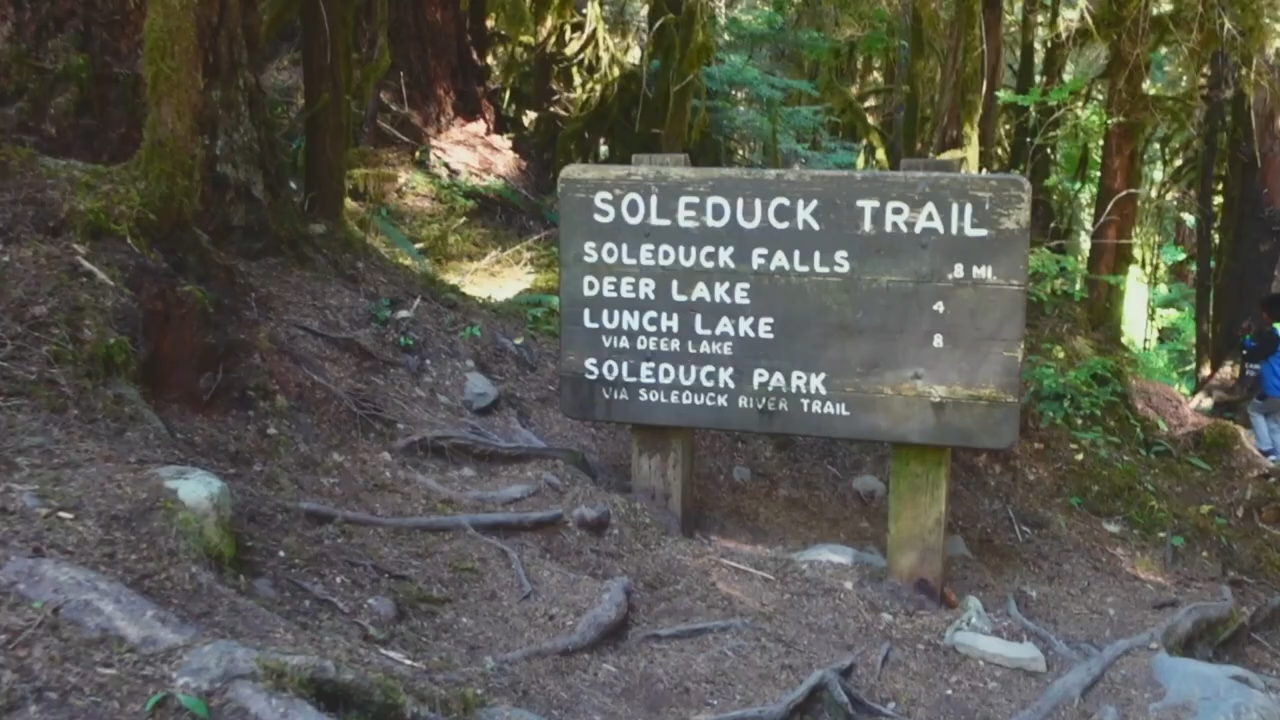 SOLEDUCK TRAIL
SOLEDUCK FALLS .8 MI.
DEER LAKE 4
LUNCH LAKE 8
VIA DEER LAKE
SOLEDUCK PARK
VIA SOLEDUCK RIVER TRAIL